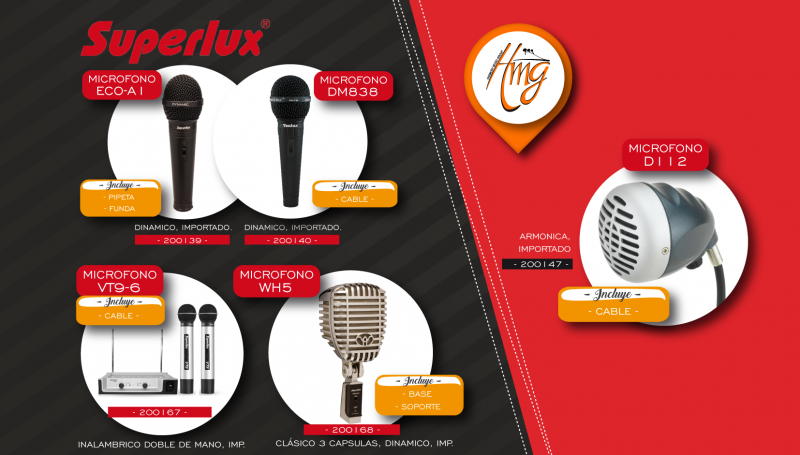 Superlux®
MICROFONO
ECO-A1
Incluye
- PIPETA
- FUNDA
DINAMICO, IMPORTADO.
- 200139 -
MICROFONO
DM838
Incluye
- CABLE -
DINAMICO, IMPORTADO.
- 200140 -
MICROFONO
VT9-6
Incluye
- CABLE -
- 200167 -
INALAMBRICO DOBLE DE MANO, IMP.
MICROFONO
WH5
Incluye
- BASE
- SOPORTE
- 200168 -
CLÁSICO 3 CAPSULAS, DINAMICO, IMP.
Hmg
MICROFONO
D112
ARMONICA,
IMPORTADO
- 200147 -
Incluye
- CABLE -